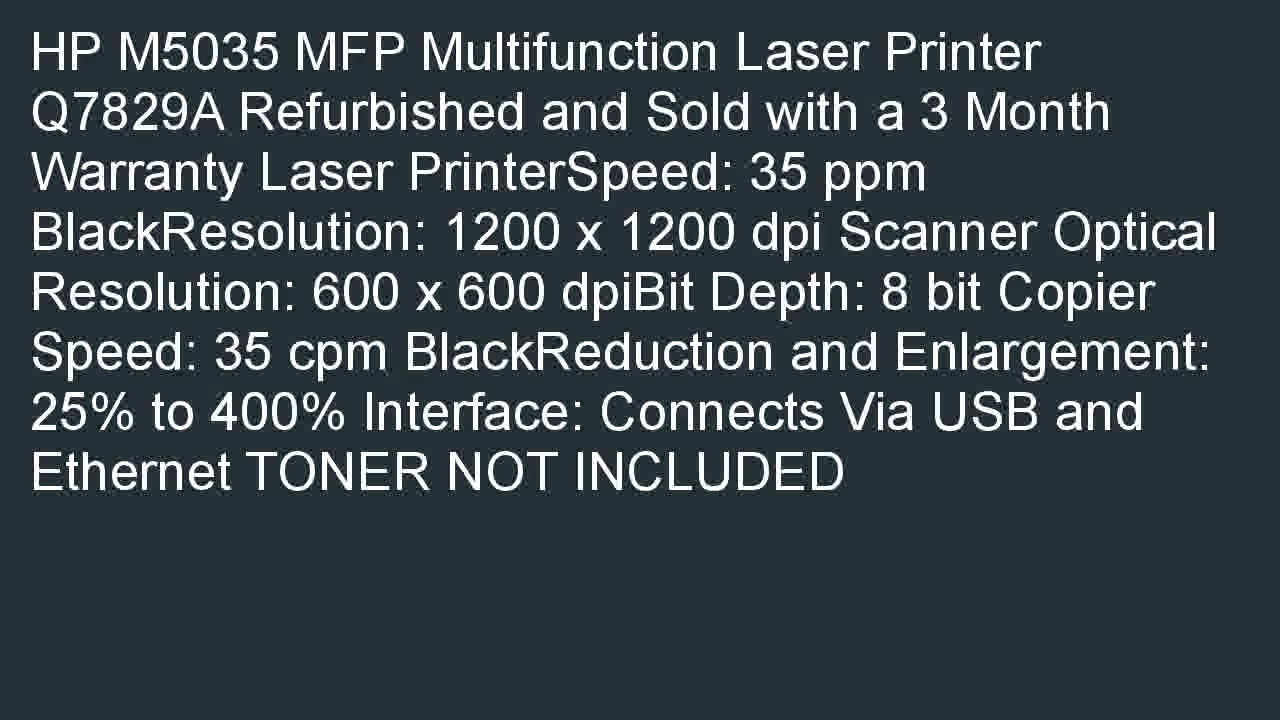 HP M5035 MFP Multifunction Laser Printer
Q7829A Refurbished and Sold with a 3 Month
Warranty Laser PrinterSpeed: 35 ppm
BlackResolution: 1200 x 1200 dpi Scanner Optical
Resolution: 600 x 600 dpiBit Depth: 8 bit Copier
Speed: 35 cpm BlackReduction and Enlargement:
25% to 400% Interface: Connects Via USB and
Ethernet TONER NOT INCLUDED